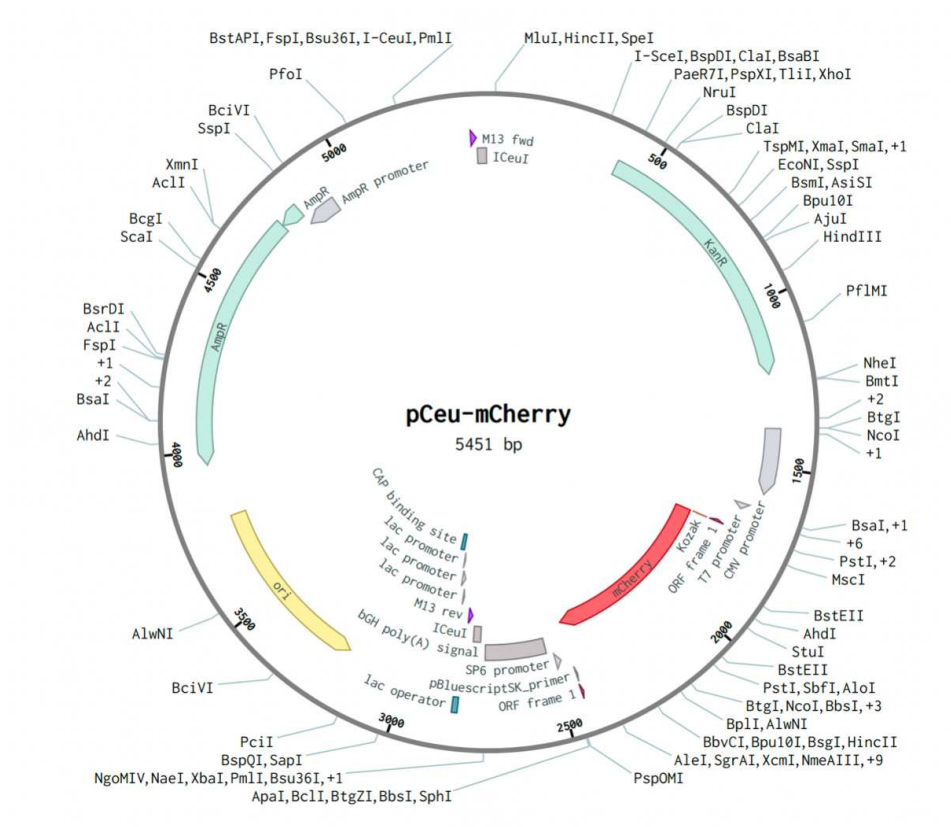 BstAPI,FspI,Bsu36I,I-CeuI,PmlI
MluI,HincII,SpeI
I-SceI,BspDI,ClaI,BsaBI
PaeR7I,PspXI,TliI,XhoI
NruI
BspDI
ClaI
TspMI,XmaI,SmaI,+1
EcoNI,SspI
BsmI,AsiSI
Bpu10I
AjuI
HindIII
PflMI
NheI
BmtI
+2
BtgI
NcoI
+1
BsaI,+1
+6
PstI,+2
MscI
BstEII
AhdI
StuI
BstEII
PstI,SbfI,AloI
BtgI,NcoI,BbsI,+3
BplI,AlwNI
BbvCI,Bpu10I,BsgI,HincII
AleI,SgrAI,XcmI,NmeAIII,+9
PspOMI
ApaI,BclI,BtgZI,BbsI,SphI
NgoMIV,NaeI,XbaI,PmlI,Bsu36I,+1
BspQI,SapI
PciI
BciVI
AlwNI
AhdI
BsaI
+2
+1
FspI
AclI
BsrDI
ScaI
BcgI
AclI
XmnI
SspI
BciVI
PfoI
500
1000
1500
2000
2500
3000
3500
4000
4500
5000
M13 fwd
ICeuI
KanR
CMV promoter
T7 promoter
ORF frame 1
Kozak
mCherry
pCeu-mCherry
5451 bp
CAP binding site
lac promoter
lac promoter
lac promoter
M13 rev
ICeuI
bGH poly(A) signal
SP6 promoter
pBluescriptSK_primer
ORF frame 1
lac operator
ori
AmpR
AmpR
AmpR promoter